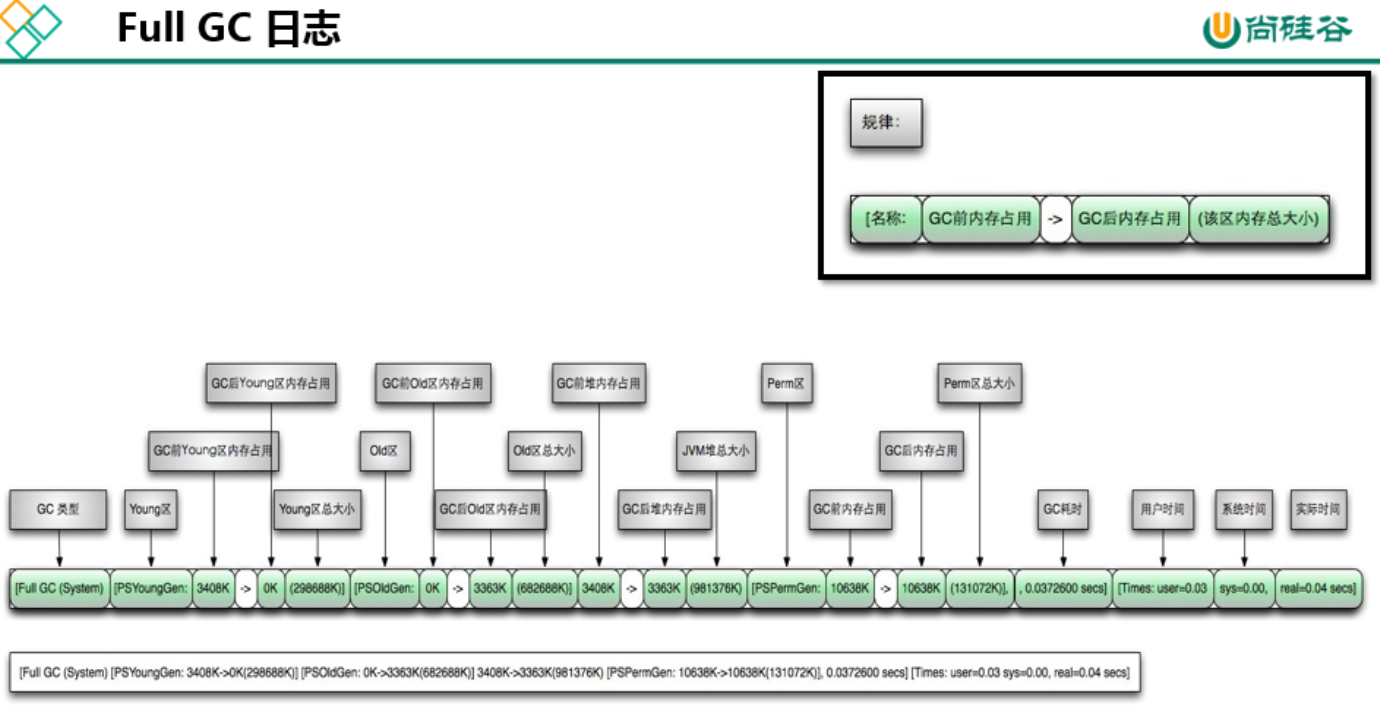 Full GC 日志
尚硅谷
规律：
[名称: GC前内存占用 -> GC后内存占用 (该区内存总大小)
GC后Young区内存占用 GC前Old区内存占用 GC前堆内存占用 Perm区 Perm区总大小
GC前Young区内存占用 Old区 Old区总大小 JVM堆总大小 GC后内存占用
GC 类型 Young区 Young区总大小 GC后Old区内存占用 GC后堆内存占用 GC前内存占用 GC耗时 用户时间 系统时间 实际时间
[Full GC (System) [PSYoungGen: 3408K -> 0K (298688K)] [PSOldGen: 0K -> 3363K (682688K)] 3408K -> 3363K (981376K) [PSPermGen: 10638K -> 10638K (131072K)], , 0.0372600 secs] [Times: user=0.03 sys=0.00, real=0.04 secs]
[Full GC (System) [PSYoungGen: 3408K->0K(298688K)] [PSOldGen: 0K->3363K(682688K)] 3408K->3363K(981376K) [PSPermGen: 10638K->10638K(131072K)], 0.0372600 secs] [Times: user=0.03 sys=0.00, real=0.04 secs]